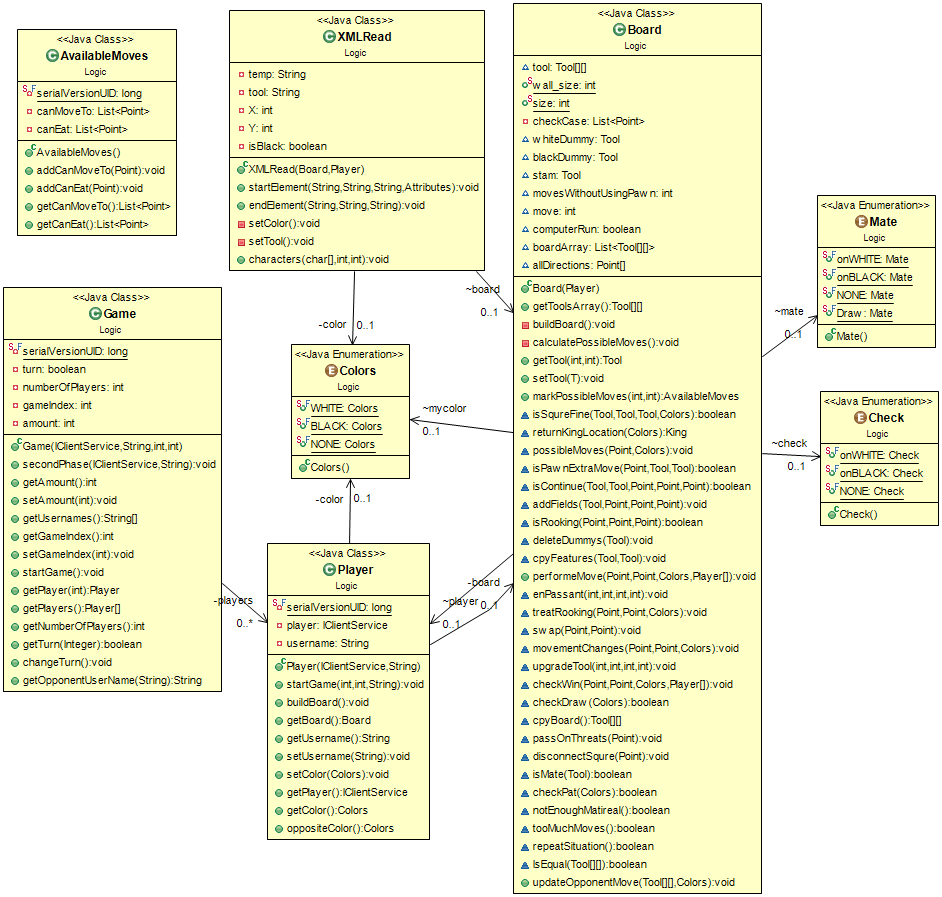 <<Java Class>>
AvailableMoves
Logic
serialVersionUID: long
canMoveTo: List<Point>
canEat: List<Point>
AvailableMoves()
addCanMoveTo(Point):void
addCanEat(Point):void
getCanMoveTo():List<Point>
getCanEat():List<Point>
<<Java Class>>
XMLRead
Logic
temp: String
tool: String
X: int
Y: int
isBlack: boolean
XMLRead(Board,Player)
startElement(String,String,String,Attributes):void
endElement(String,String,String):void
setColor():void
setTool():void
characters(char[],int,int):void
<<Java Class>>
Board
Logic
tool: Tool[][]
wall_size: int
size: int
checkCase: List<Point>
whiteDummy: Tool
blackDummy: Tool
stam: Tool
movesWithoutUsingPawn: int
move: int
computerRun: boolean
boardArray: List<Tool[][]>
allDirections: Point[]
Board(Player)
getToolsArray():Tool[][]
buildBoard():void
calculatePossibleMoves():void
getTool(int,int):Tool
setTool(T):void
markPossibleMoves(int,int):AvailableMoves
isSqureFine(Tool,Tool,Tool,Colors):boolean
returnKingLocation(Colors):King
possibleMoves(Point,Colors):void
isPawnExtraMove(Point,Tool,Tool):boolean
isContinue(Tool,Tool,Point,Point,Point):boolean
addFields(Tool,Point,Point,Point):void
isRooking(Point,Point,Point):boolean
deleteDummys(Tool):void
cpyFeatures(Tool,Tool):void
performeMove(Point,Point,Colors,Player[]):void
enPassant(int,int,int,int):void
treatRooking(Point,Point,Colors):void
swap(Point,Point):void
movementChanges(Point,Point,Colors):void
upgradeTool(int,int,int,int):void
checkWin(Point,Point,Colors,Player[]):void
checkDraw(Colors):boolean
cpyBoard():Tool[][]
passOnThreats(Point):void
disconnectSqure(Point):void
isMate(Tool):boolean
checkPat(Colors):boolean
notEnoughMatireal():boolean
tooMuchMoves():boolean
repeatSituation():boolean
IsEqual(Tool[][]):boolean
updateOpponentMove(Tool[][],Colors):void
<<Java Enumeration>>
Mate
Logic
onWHITE: Mate
onBLACK: Mate
NONE: Mate
Draw : Mate
Mate()
<<Java Enumeration>>
Check
Logic
onWHITE: Check
onBLACK: Check
NONE: Check
Check()
<<Java Class>>
Game
Logic
serialVersionUID: long
turn: boolean
numberOfPlayers: int
gameIndex: int
amount: int
Game(IClientService,String,int,int)
secondPhase(IClientService,String):void
getAmount():int
setAmount(int):void
getUsernames():String[]
getGameIndex():int
setGameIndex(int):void
startGame():void
getPlayer(int):Player
getPlayers():Player[]
getNumberOfPlayers():int
getTurn(Integer):boolean
changeTurn():void
getOpponentUserName(String):String
<<Java Enumeration>>
Colors
Logic
WHITE: Colors
BLACK: Colors
NONE: Colors
Colors()
<<Java Class>>
Player
Logic
serialVersionUID: long
player: IClientService
username: String
Player(IClientService,String)
startGame(int,int,String):void
buildBoard():void
getBoard():Board
getUsername():String
setUsername(String):void
setColor(Colors):void
getPlayer():IClientService
getColor():Colors
oppositeColor():Colors
~board
0..1
-color
0..1
~mycolor
0..1
-color
0..1
~mate
0..1
~check
0..1
-board
0..1
~player
0..1
-players
0..*